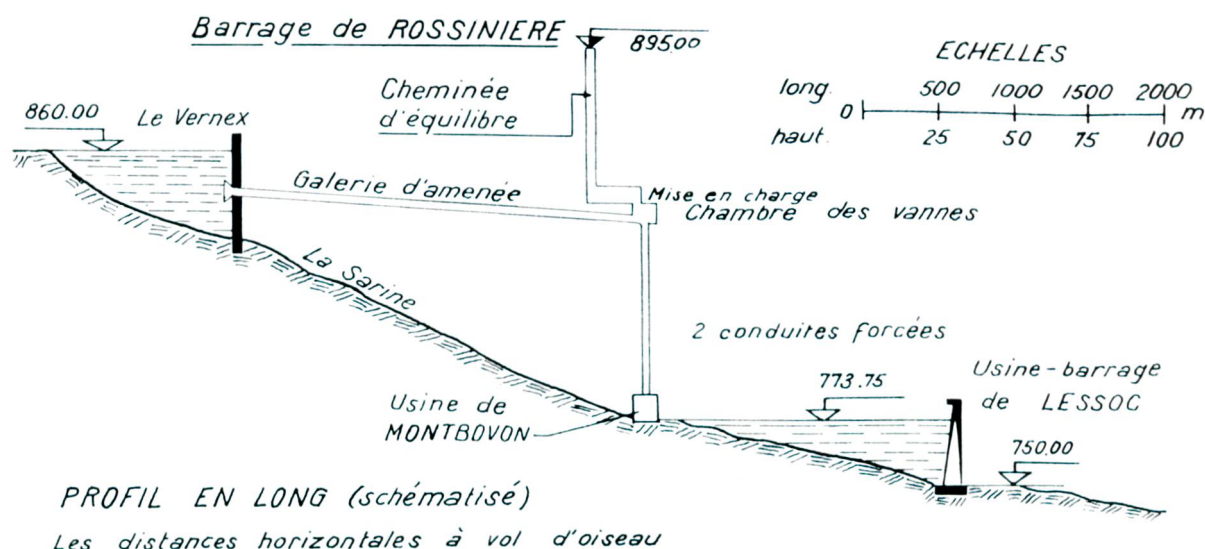 Barrage de ROSSINIERE
895.00
ECHELLES
long. 500 1000 1500 2000
0 m
haut. 25 50 75 100
860.00
Le Vernex
Cheminée
d'équilibre
Galerie d'amenée
Mise en charge
Chambre des vannes
La Sarine
2 conduites forcées
773.75
Usine-barrage
de LESSOC
Usine de
MONTBOVON
750.00
PROFIL EN LONG (schématisé)
Les distances horizontales à vol d'oiseau